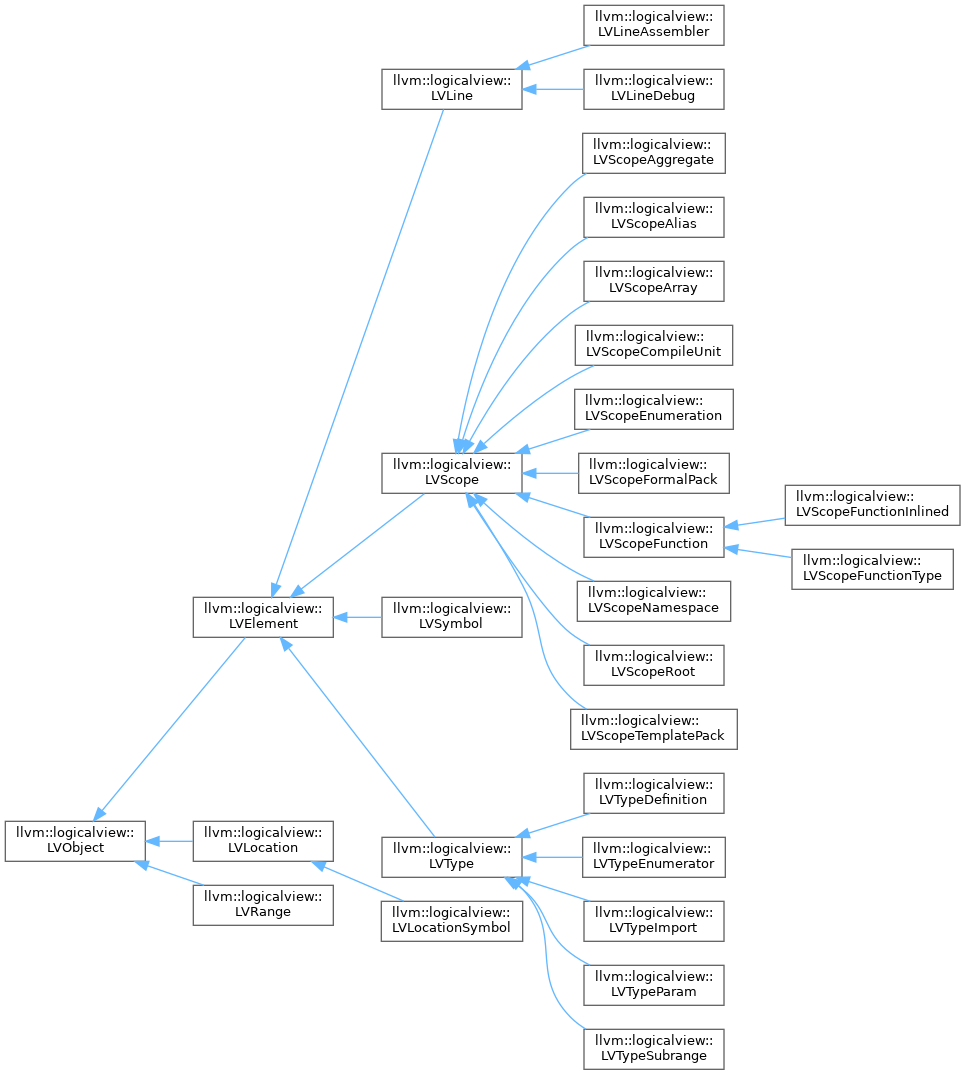 llvm::logicalview::
LVLineAssembler
llvm::logicalview::
LVLine
llvm::logicalview::
LVLineDebug
llvm::logicalview::
LVScopeAggregate
llvm::logicalview::
LVScopeAlias
llvm::logicalview::
LVScopeArray
llvm::logicalview::
LVScopeCompileUnit
llvm::logicalview::
LVScopeEnumeration
llvm::logicalview::
LVScope
llvm::logicalview::
LVScopeFormalPack
llvm::logicalview::
LVScopeFunctionInlined
llvm::logicalview::
LVScopeFunction
llvm::logicalview::
LVScopeFunctionType
llvm::logicalview::
LVScopeNamespace
llvm::logicalview::
LVElement
llvm::logicalview::
LVSymbol
llvm::logicalview::
LVScopeRoot
llvm::logicalview::
LVScopeTemplatePack
llvm::logicalview::
LVTypeDefinition
llvm::logicalview::
LVObject
llvm::logicalview::
LVLocation
llvm::logicalview::
LVType
llvm::logicalview::
LVTypeEnumerator
llvm::logicalview::
LVRange
llvm::logicalview::
LVLocationSymbol
llvm::logicalview::
LVTypeImport
llvm::logicalview::
LVTypeParam
llvm::logicalview::
LVTypeSubrange